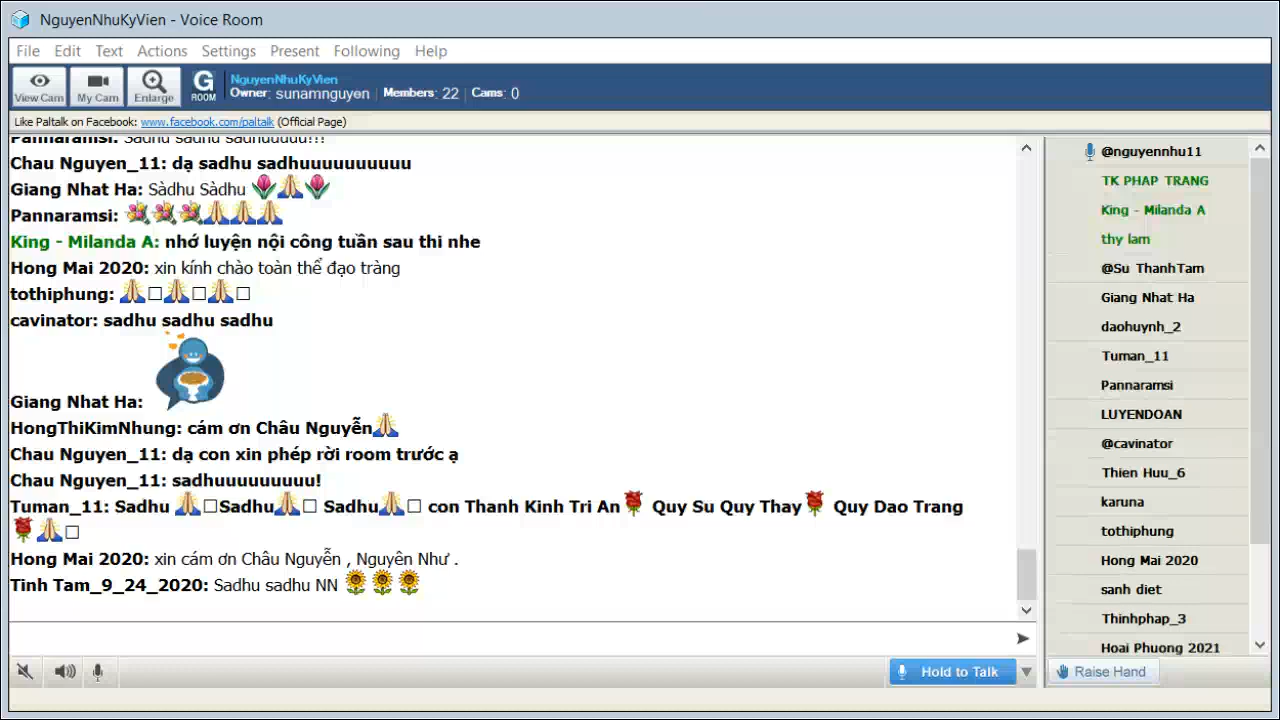 NguyenNhuKyVien - Voice Room
File Edit Text Actions Settings Present Following Help
View Cam My Cam Enlarge G ROOM NguyenNhuKyVien
Owner: sunamnguyen Members: 22 Cams: 0
Like Paltalk on Facebook: www.facebook.com/paltalk (Official Page)
Pannaramsi: Sadhu sadhu sadhuuuuu!!!
Chau Nguyen_11: dạ sadhu sadhuuuuuuuuuu
Giang Nhat Ha: Sàdhu Sàdhu
Pannaramsi:
King - Milanda A: nhớ luyện nội công tuần sau thi nhe
Hong Mai 2020: xin kính chào toàn thể đạo tràng
tothiphung:
cavinator: sadhu sadhu sadhu
Giang Nhat Ha:
HongThiKimNhung: cám ơn Châu Nguyễn
Chau Nguyen_11: dạ con xin phép rời room trước ạ
Chau Nguyen_11: sadhuuuuuuuuu!
Tuman_11: Sadhu Sadhu Sadhu con Thanh Kinh Tri An Quy Su Quy Thay Quy Dao Trang
Hong Mai 2020: xin cám ơn Châu Nguyễn , Nguyên Như .
Tinh Tam_9_24_2020: Sadhu sadhu NN
Hold to Talk
@nguyennhu11
TK PHAP TRANG
King - Milanda A
thy lam
@Su ThanhTam
Giang Nhat Ha
daohuynh_2
Tuman_11
Pannaramsi
LUYENDOAN
@cavinator
Thien Huu_6
karuna
tothiphung
Hong Mai 2020
sanh diet
Thinhphap_3
Hoai Phuong 2021
Raise Hand